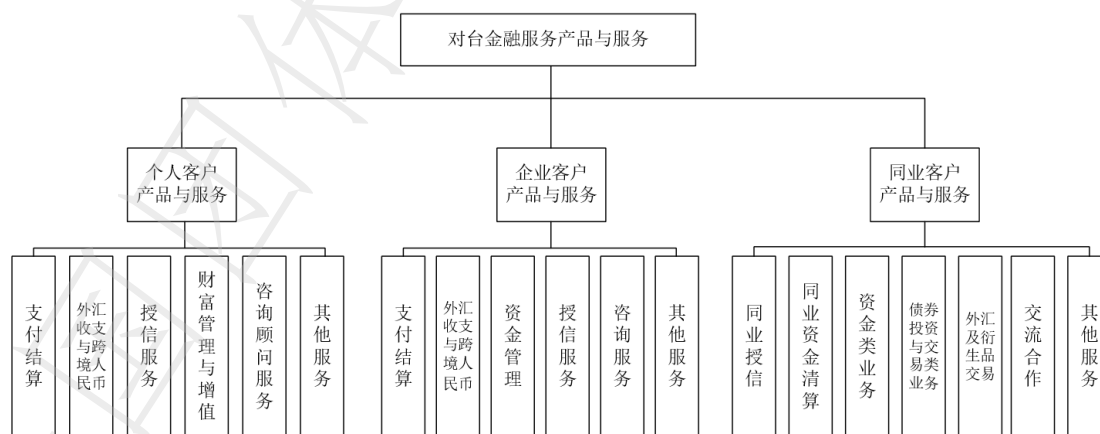 对台金融服务产品与服务
个人客户
产品与服务
企业客户
产品与服务
同业客户
产品与服务
支付结算
外汇
收支
与跨
境人
民币
授信服务
财富管理与增值
咨询顾问服务
其他服务
支付结算
外汇
收支
与跨
境人
民币
资金管理
授信服务
咨询服务
其他服务
同业授信
同业资金清算
资金类业务
债券
投资
与交
易类
业务
外汇
及衍
生品
交易
交流合作
其他服务